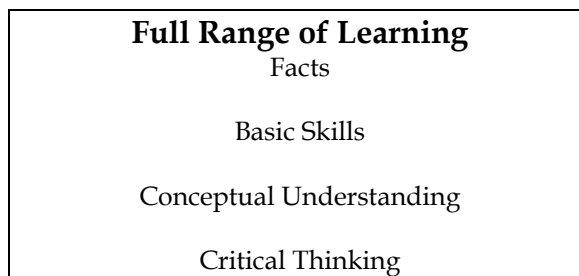 Full Range of Learning
Facts
Basic Skills
Conceptual Understanding
Critical Thinking